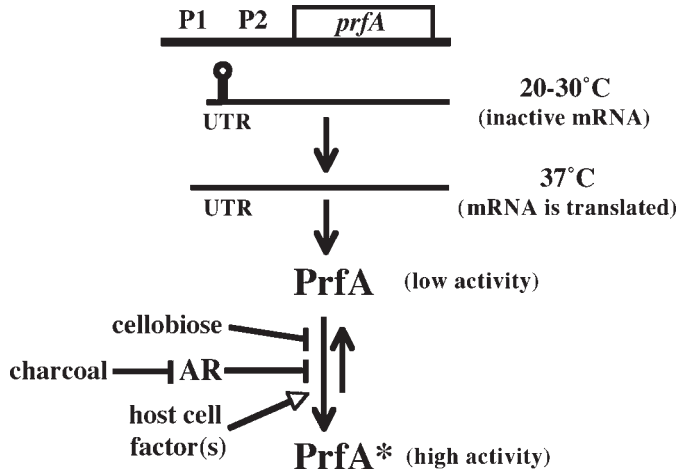 P1 P2 prfA
20-30˚C
UTR (inactive mRNA)
37˚C
UTR (mRNA is translated)
PrfA (low activity)
cellobiose
charcoal AR
host cell
factor(s)
PrfA* (high activity)